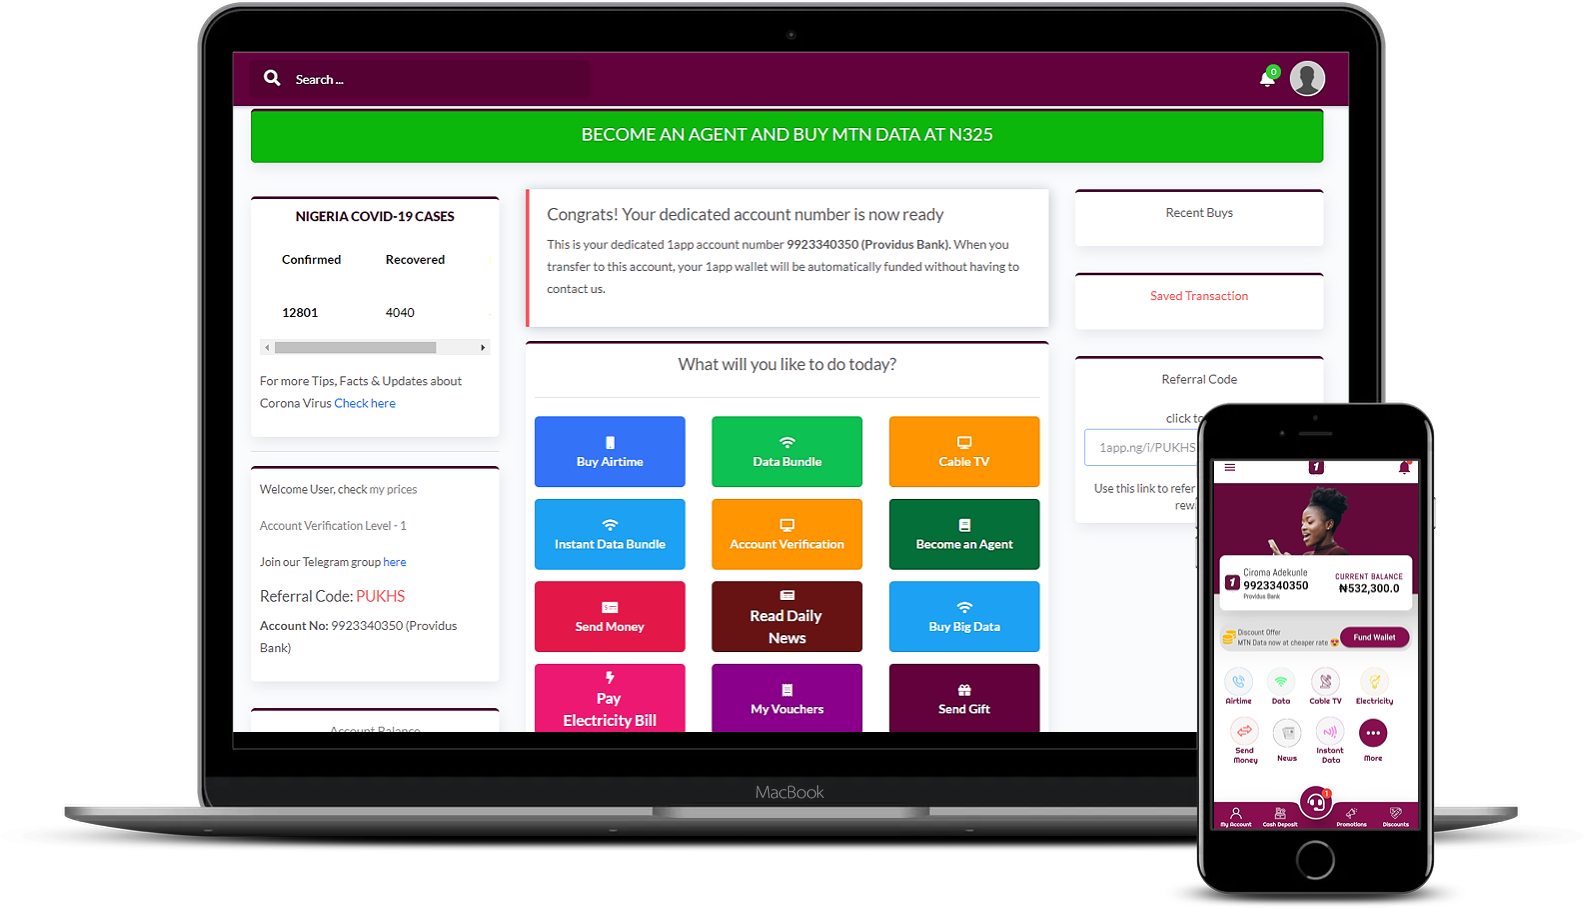 Search ...
0
BECOME AN AGENT AND BUY MTN DATA AT N325
NIGERIA COVID-19 CASES
Confirmed Recovered
12801 4040
For more Tips, Facts & Updates about
Corona Virus Check here
Welcome User, check my prices
Account Verification Level - 1
Join our Telegram group here
Referral Code: PUKHS
Account No: 9923340350 (Providus
Bank)
Account Balance
Congrats! Your dedicated account number is now ready
This is your dedicated 1app account number 9923340350 (Providus Bank). When you
transfer to this account, your 1app wallet will be automatically funded without having to
contact us.
What will you like to do today?
Buy Airtime
Data Bundle
Cable TV
Instant Data Bundle
Account Verification
Become an Agent
Send Money
Read Daily
News
Buy Big Data
Pay
Electricity Bill
My Vouchers
Send Gift
Recent Buys
Saved Transaction
Referral Code
click to
1app.ng/i/PUKHS
Use this link to refer
rew
MacBook
1
1
Ciroma Adekunle
9923340350
Providus Bank
CURRENT BALANCE
₦532,300.0
Discount Offer
MTN Data now at cheaper rate 😍
Fund Wallet
Airtime
Data
Cable TV
Electricity
Send
Money
News
Instant
Data
More
1
My Account
Cash Deposit
Promotions
Discounts